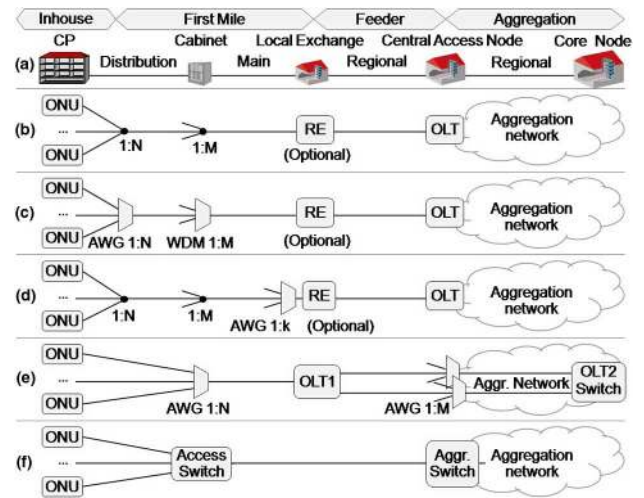 Inhouse First Mile Feeder Aggregation
CP Cabinet Local Exchange Central Access Node Core Node
(a) Distribution Main Regional Regional
(b) ONU ... ONU 1:N 1:M RE (Optional) OLT Aggregation network
(c) ONU ... ONU AWG 1:N WDM 1:M RE (Optional) OLT Aggregation network
(d) ONU ... ONU 1:N 1:M AWG 1:k RE (Optional) OLT Aggregation network
(e) ONU ... ONU AWG 1:N OLT1 AWG 1:M Aggr. Network OLT2 Switch
(f) ONU ... ONU Access Switch Aggr. Switch Aggregation network